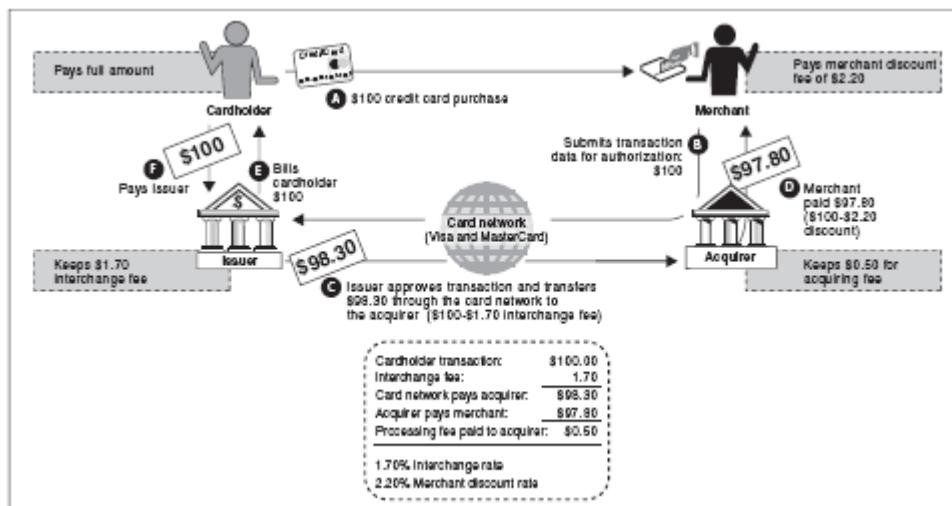 Pays full amount
CreditCard
Pays merchant discount
fee of $2.20
A $100 credit card purchase
Cardholder
Merchant
F
$100
Pays issuer
E Bills
cardholder
$100
Submits transaction
data for authorization:
$100
B
$97.80
D Merchant
paid $97.80
($100-$2.20
discount)
$
Card network
(Visa and MasterCard)
Issuer
$98.30
Acquirer
Keeps $1.70
interchange fee
Keeps $0.50 for
acquiring fee
C Issuer approves transaction and transfers
$98.30 through the card network to
the acquirer ($100-$1.70 interchange fee)
Cardholder transaction: $100.00
Interchange fee: 1.70
Card network pays acquirer: $98.30
Acquirer pays merchant: $97.80
Processing fee paid to acquirer: $0.50
1.70% Interchange rate
2.20% Merchant discount rate